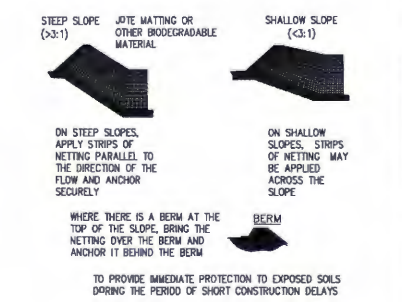 STEEP SLOPE
(>3:1)
JOTE MATTING OR
OTHER BIODEGRADABLE
MATERIAL
SHALLOW SLOPE
(<3:1)
ON STEEP SLOPES,
APPLY STRIPS OF
NETTING PARALLEL TO
THE DIRECTION OF THE
FLOW AND ANCHOR
SECURELY
ON SHALLOW
SLOPES, STRIPS
OF NETTING MAY
BE APPLIED
ACROSS THE
SLOPE
WHERE THERE IS A BERM AT THE
TOP OF THE SLOPE, BRING THE
NETTING OVER THE BERM AND
ANCHOR IT BEHIND THE BERM
BERM
TO PROVIDE IMMEDIATE PROTECTION TO EXPOSED SOILS
DORING THE PERIDD OF SHORT CONSTRUCTION DELAYS